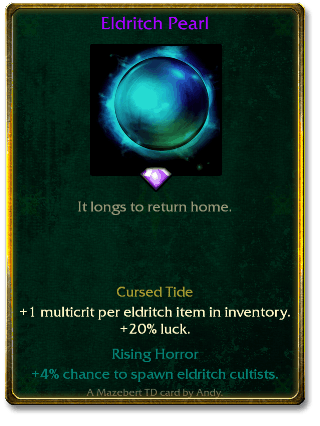 Eldritch Pearl
It longs to return home.
Cursed Tide
+1 multicrit per eldritch item in inventory.
+20% luck.
Rising Horror
+4% chance to spawn eldritch cultists.
A Mazebert TD card by Andy.